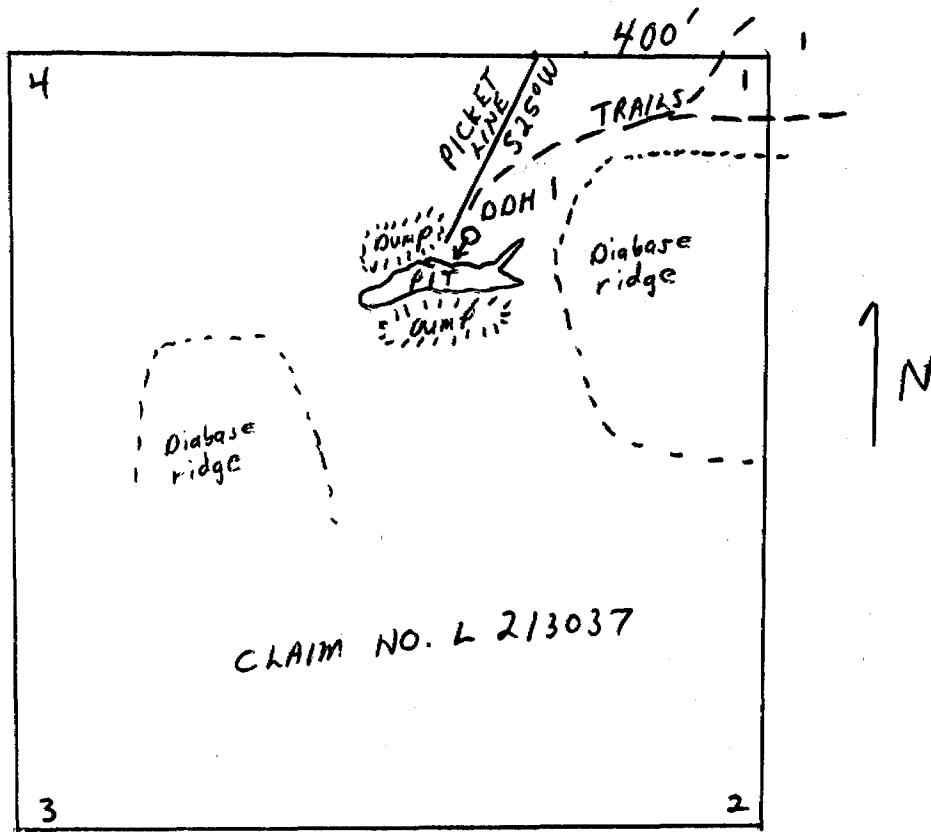 400'
1
4
1
PICKET
LINE
S25°W
TRAILS
DDH 1
DUMP
PIT
DUMP
Diabase
ridge
N
Diabase
ridge
CLAIM NO. L 213037
3
2